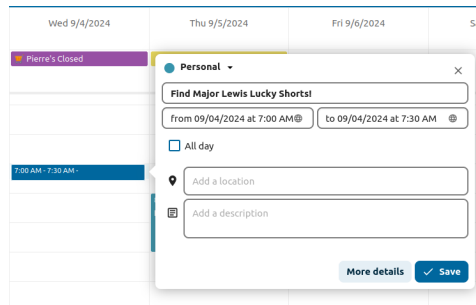 Wed 9/4/2024
Thu 9/5/2024
Fri 9/6/2024
S
Pierre's Closed
Personal
Find Major Lewis Lucky Shorts!
from 09/04/2024 at 7:00 AM
to 09/04/2024 at 7:30 AM
All day
7:00 AM - 7:30 AM -
Add a location
Add a description
More details
Save